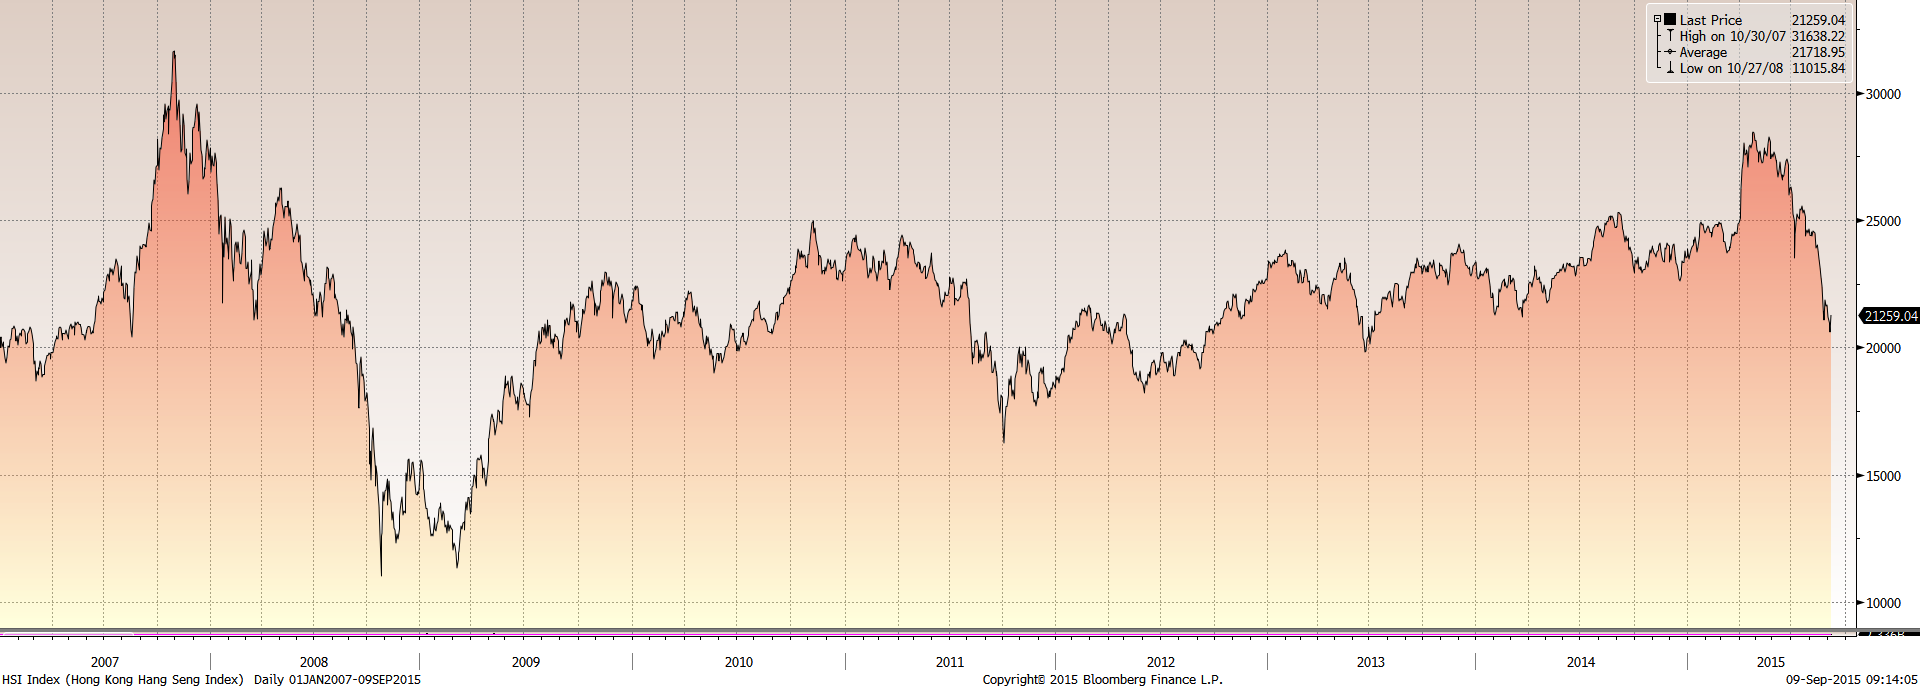 Last Price 21259.04
High on 10/30/07 31638.22
Average 21718.95
Low on 10/27/08 11015.84
30000
25000
21259.04
20000
15000
10000
2007 2008 2009 2010 2011 2012 2013 2014 2015
HSI Index (Hong Kong Hang Seng Index) Daily 01JAN2007-09SEP2015 Copyright© 2015 Bloomberg Finance L.P. 09-Sep-2015 09:14:05